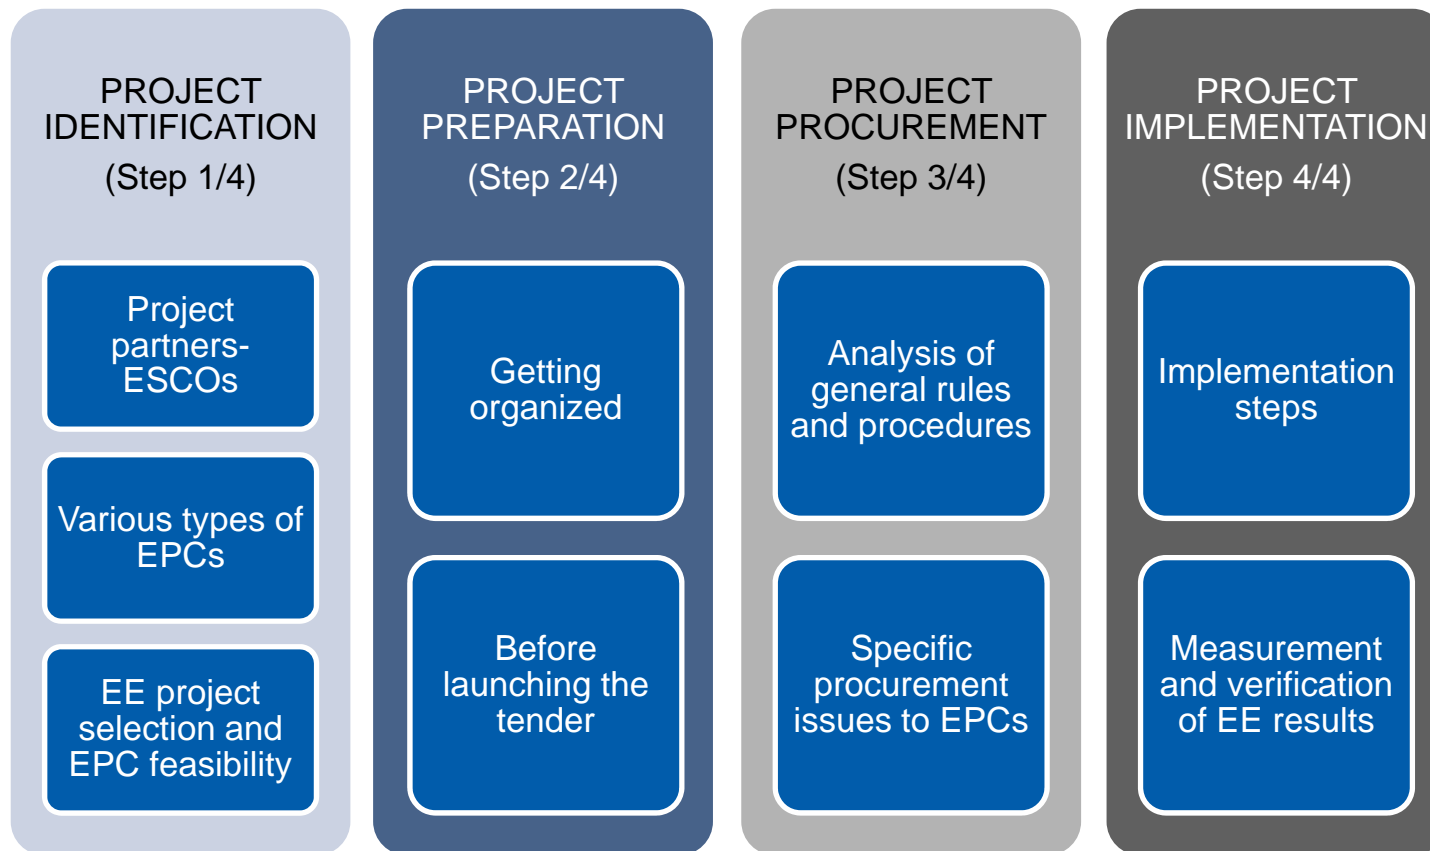 PROJECT
IDENTIFICATION
(Step 1/4)
Project
partners-
ESCOs
Various types of
EPCs
EE project
selection and
EPC feasibility
PROJECT
PREPARATION
(Step 2/4)
Getting
organized
Before
launching the
tender
PROJECT
PROCUREMENT
(Step 3/4)
Analysis of
general rules
and procedures
Specific
procurement
issues to EPCs
PROJECT
IMPLEMENTATION
(Step 4/4)
Implementation
steps
Measurement
and verification
of EE results